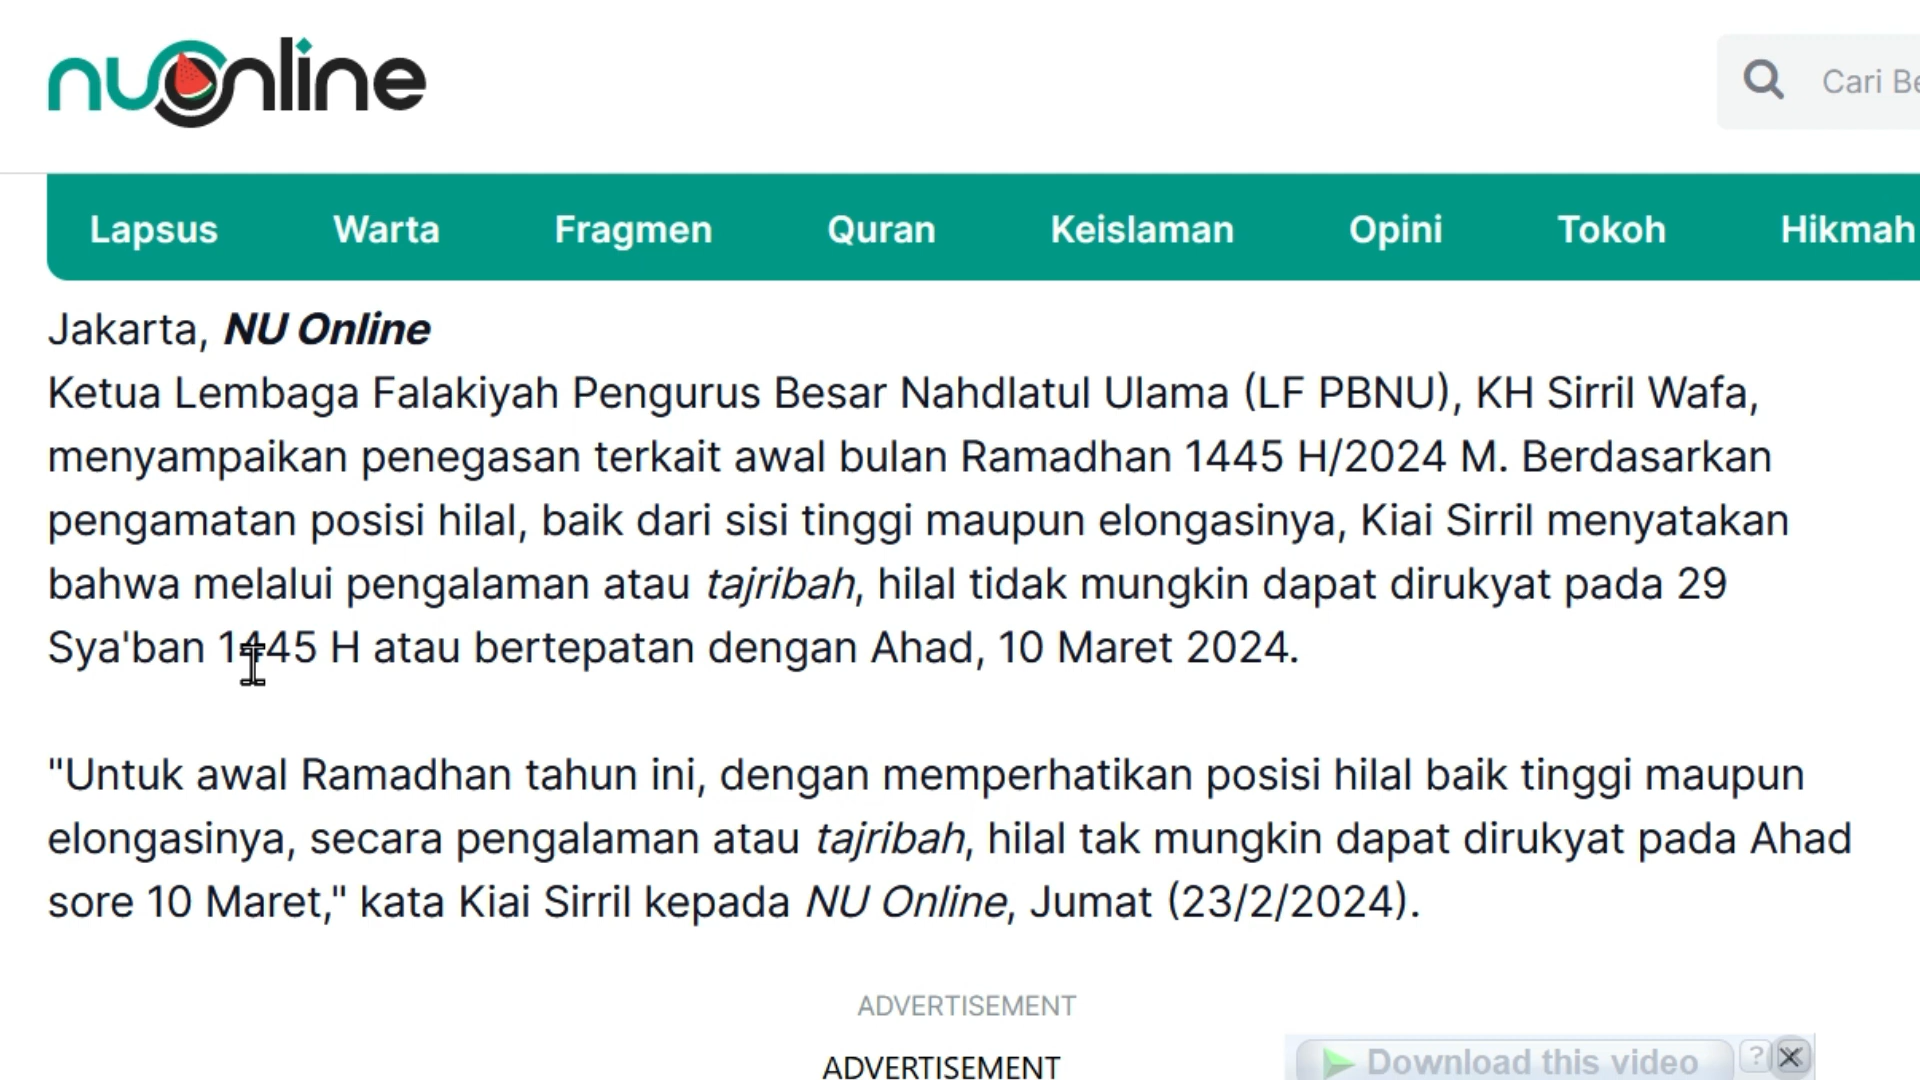 nuOnline
Cari Be
Lapsus Warta Fragmen Quran Keislaman Opini Tokoh Hikmah
Jakarta, NU Online
Ketua Lembaga Falakiyah Pengurus Besar Nahdlatul Ulama (LF PBNU), KH Sirril Wafa,
menyampaikan penegasan terkait awal bulan Ramadhan 1445 H/2024 M. Berdasarkan
pengamatan posisi hilal, baik dari sisi tinggi maupun elongasinya, Kiai Sirril menyatakan
bahwa melalui pengalaman atau tajribah, hilal tidak mungkin dapat dirukyat pada 29
Sya'ban 1445 H atau bertepatan dengan Ahad, 10 Maret 2024.
"Untuk awal Ramadhan tahun ini, dengan memperhatikan posisi hilal baik tinggi maupun
elongasinya, secara pengalaman atau tajribah, hilal tak mungkin dapat dirukyat pada Ahad
sore 10 Maret," kata Kiai Sirril kepada NU Online, Jumat (23/2/2024).
ADVERTISEMENT
ADVERTISEMENT
Download this video ?